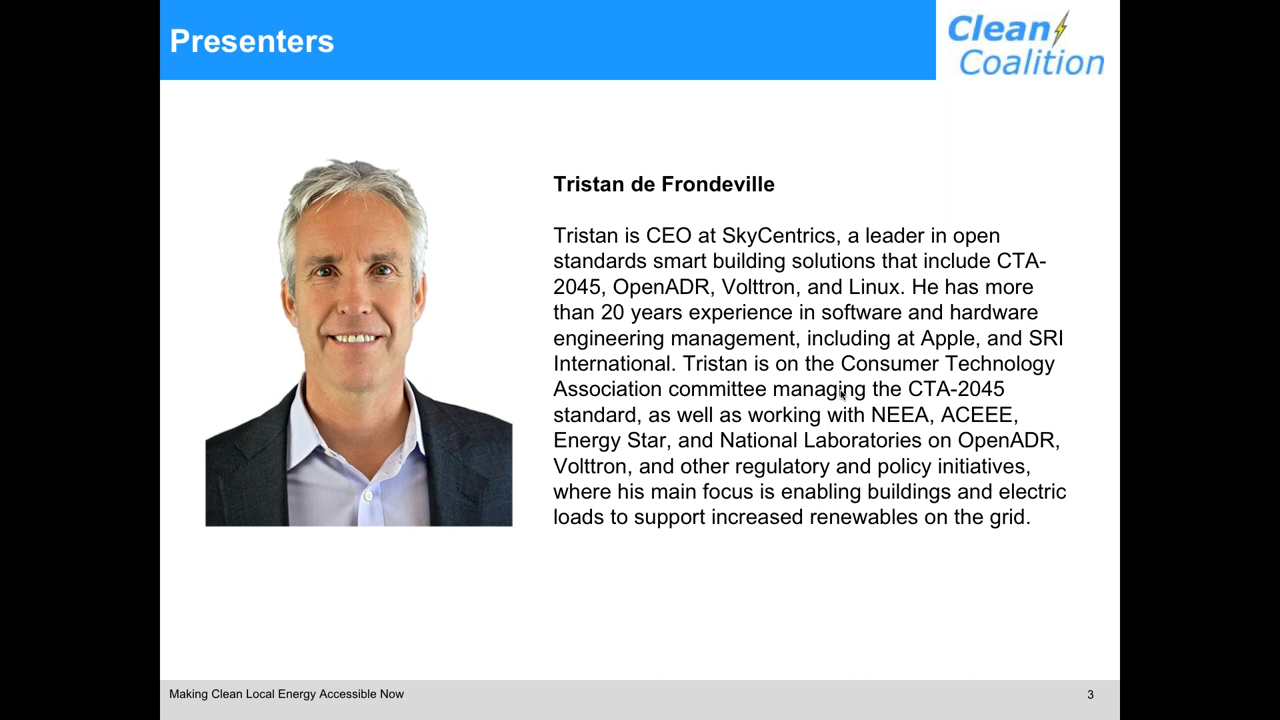 Presenters
Clean
Coalition
Tristan de Frondeville
Tristan is CEO at SkyCentrics, a leader in open
standards smart building solutions that include CTA-
2045, OpenADR, Volttron, and Linux. He has more
than 20 years experience in software and hardware
engineering management, including at Apple, and SRI
International. Tristan is on the Consumer Technology
Association committee managing the CTA-2045
standard, as well as working with NEEA, ACEEE,
Energy Star, and National Laboratories on OpenADR,
Volttron, and other regulatory and policy initiatives,
where his main focus is enabling buildings and electric
loads to support increased renewables on the grid.
Making Clean Local Energy Accessible Now
3